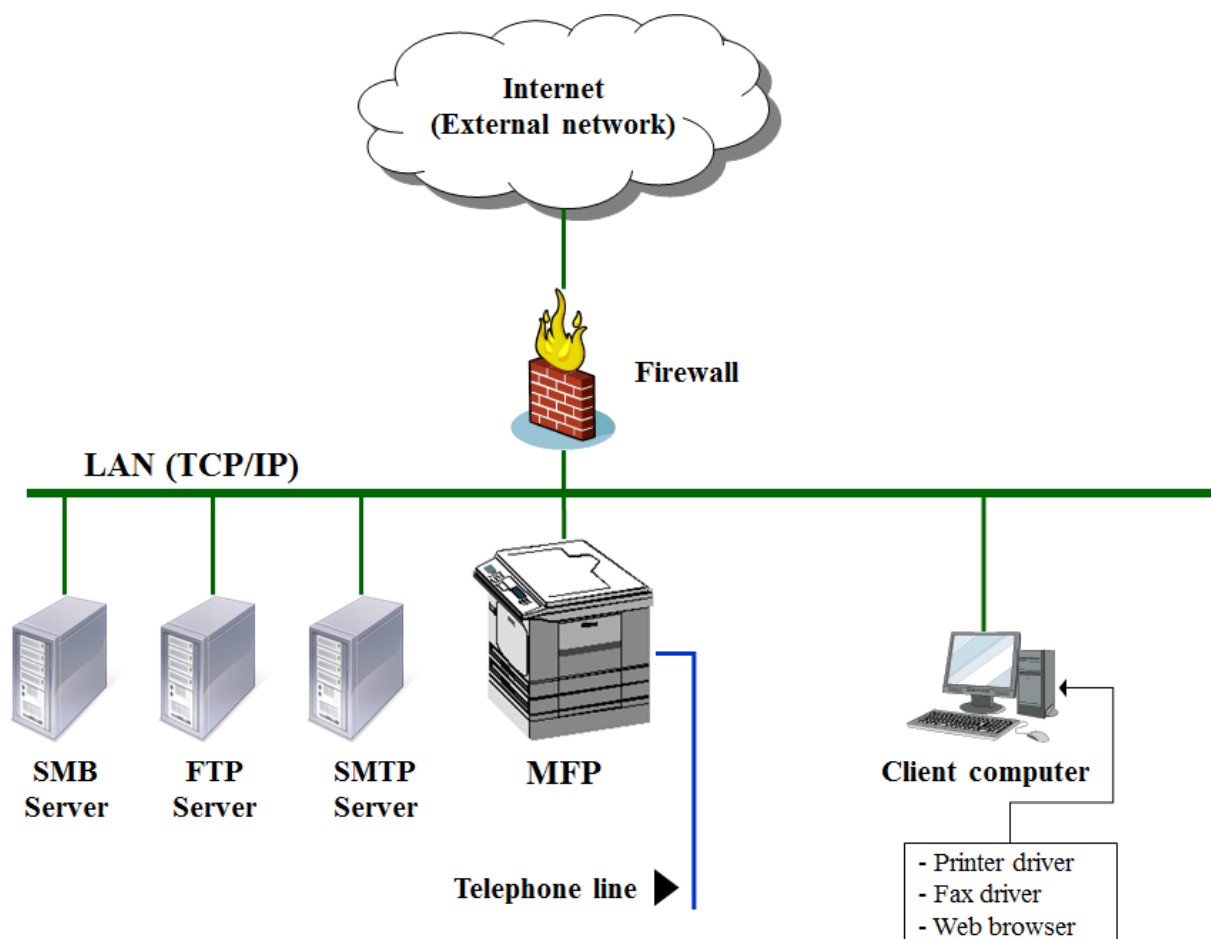 Internet
(External network)
Firewall
LAN (TCP/IP)
SMB
Server
FTP
Server
SMTP
Server
MFP
Client computer
Telephone line
- Printer driver
- Fax driver
- Web browser